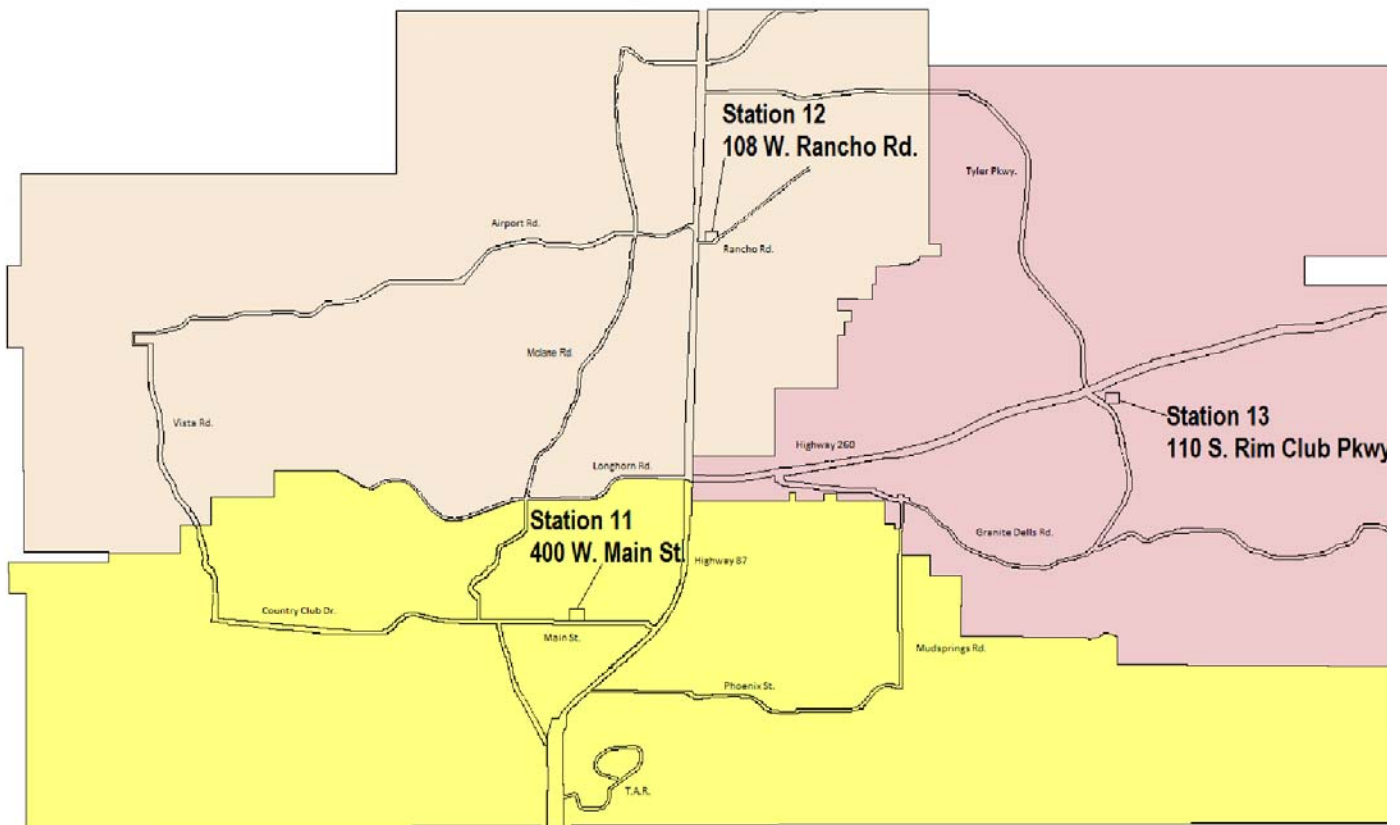 Station 12
108 W. Rancho Rd.
Tyler Pkwy.
Airport Rd.
Rancho Rd.
Mclane Rd.
Station 13
110 S. Rim Club Pkwy
Vista Rd.
Highway 260
Longhorn Rd.
Station 11
400 W. Main St.
Granite Dells Rd.
Highway 87
Country Club Dr.
Main St.
Mudsprings Rd.
Phoenix St.
T.A.R.